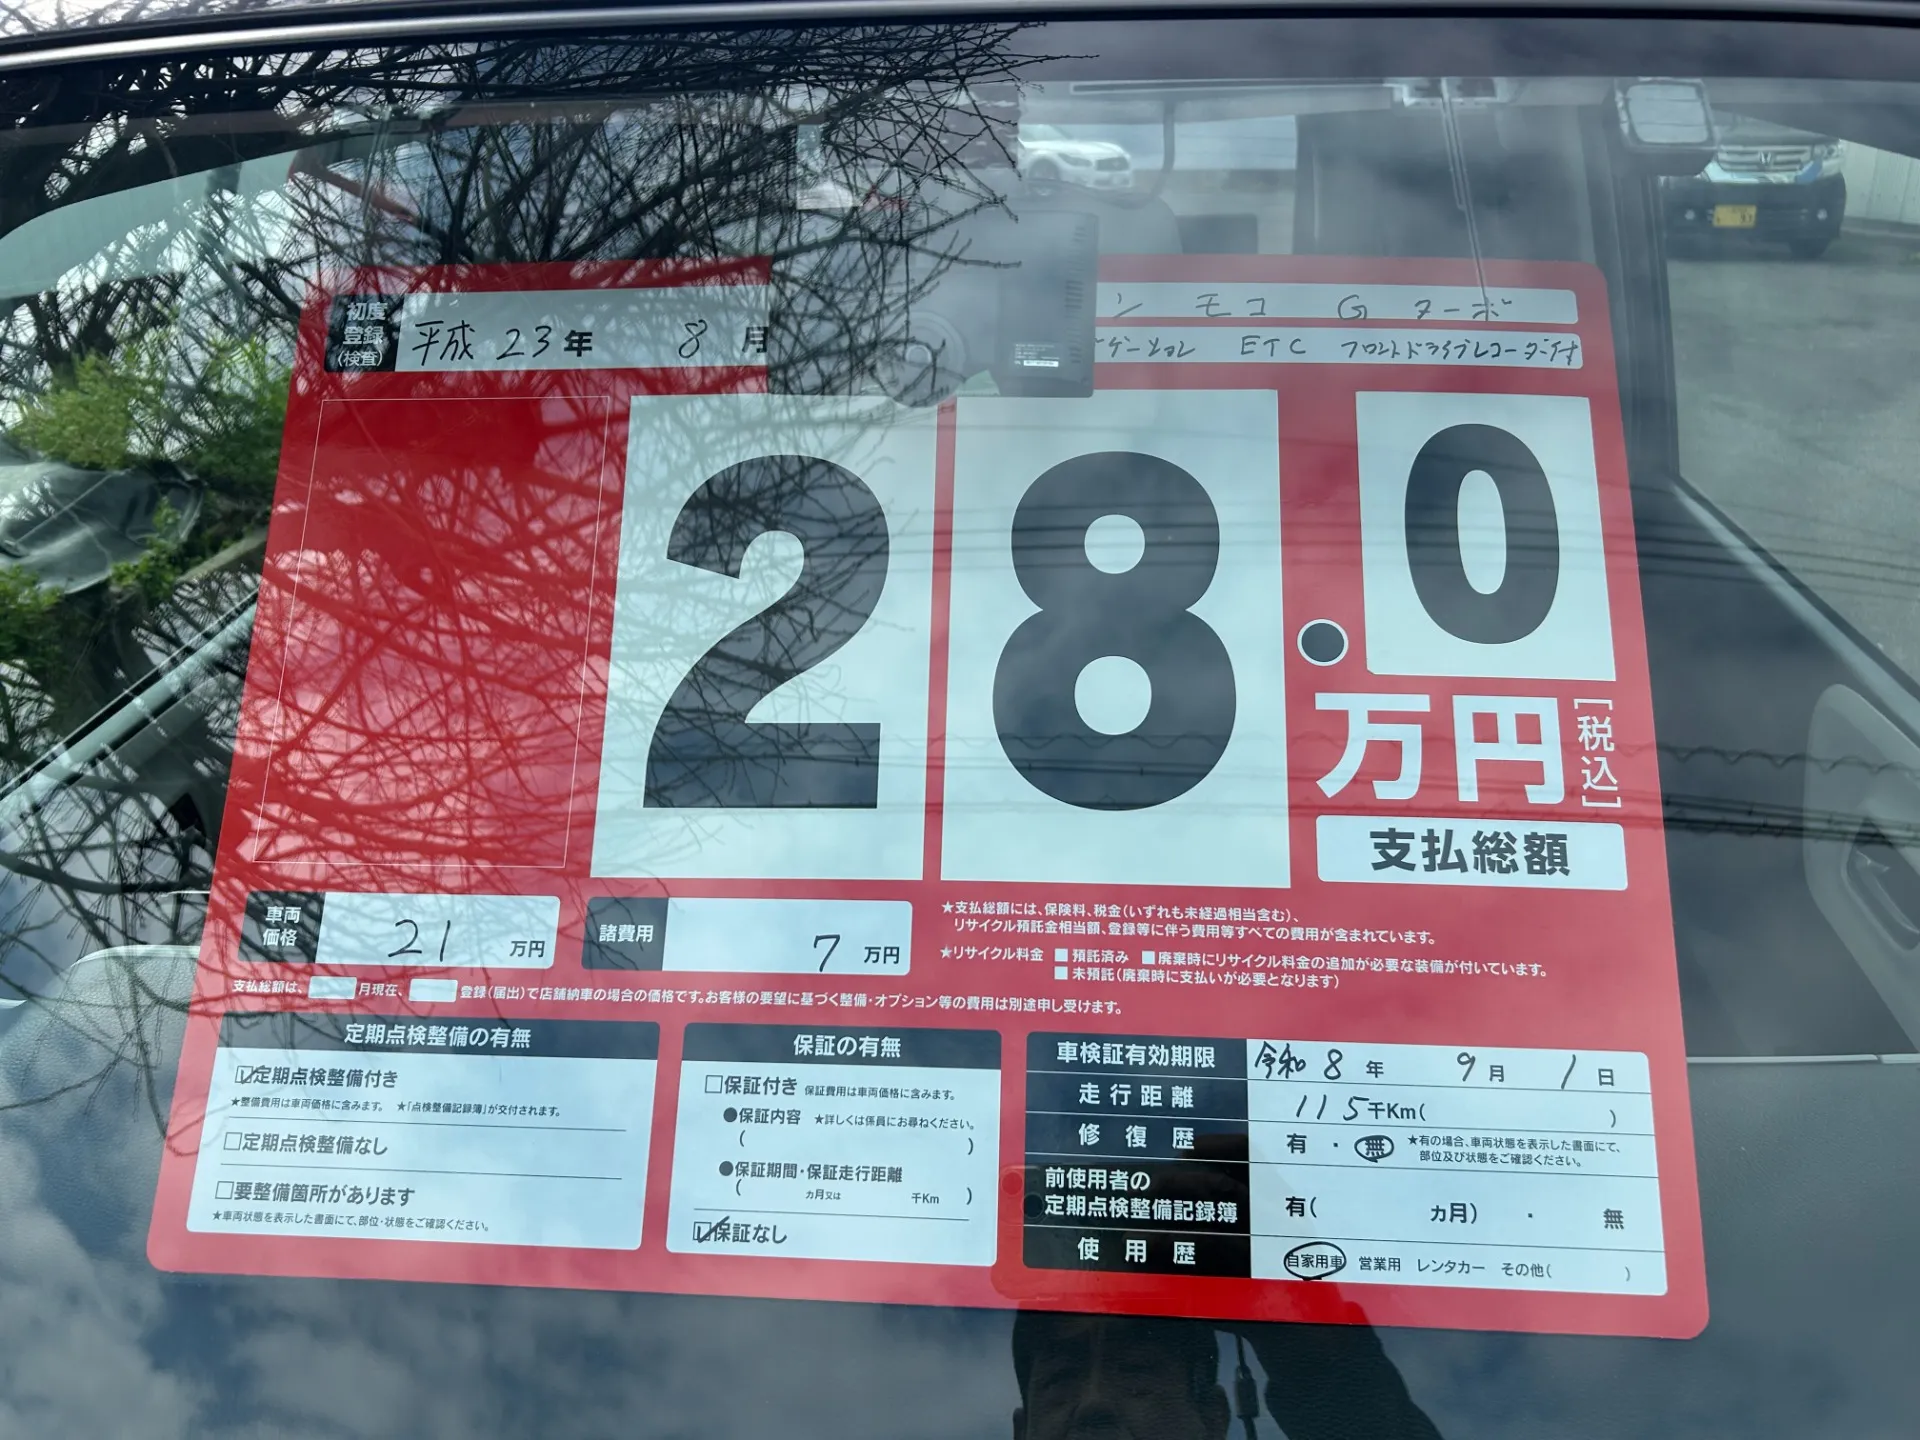 初度登録(検査) 平成 23年 8月
ン モコ G ターボ
ゲーション ETC フロントドライブレコーダー付
28.0
万円[税込]
支払総額
車両価格 21 万円
諸費用 7 万円
★支払総額には、保険料、税金(いずれも未経過相当含む)、
リサイクル預託金相当額、登録等に伴う費用等すべての費用が含まれています。
★リサイクル料金 ■預託済み ■廃棄時にリサイクル料金の追加が必要な装備が付いています。
■未預託(廃棄時に支払いが必要となります)
支払総額は、 月現在、 登録(届出)で店舗納車の場合の価格です。お客様の要望に基づく整備・オプション等の費用は別途申し受けます。
定期点検整備の有無
☑定期点検整備付き
★整備費用は車両価格に含みます。 ★「点検整備記録簿」が交付されます。
□定期点検整備なし
□要整備箇所があります
★車両状態を表示した書面にて、部位・状態をご確認ください。
保証の有無
□保証付き 保証費用は車両価格に含みます。
●保証内容 ★詳しくは係員にお尋ねください。
( )
●保証期間・保証走行距離
( カ月又は 千Km )
☑保証なし
車検証有効期限 令和 8年 9月 1日
走行距離 115千Km( )
修復歴 有・無 ★有の場合、車両状態を表示した書面にて、
部位及び状態をご確認ください。
前使用者の
定期点検整備記録簿 有( カ月)・無
使用歴 自家用車 営業用 レンタカー その他( )